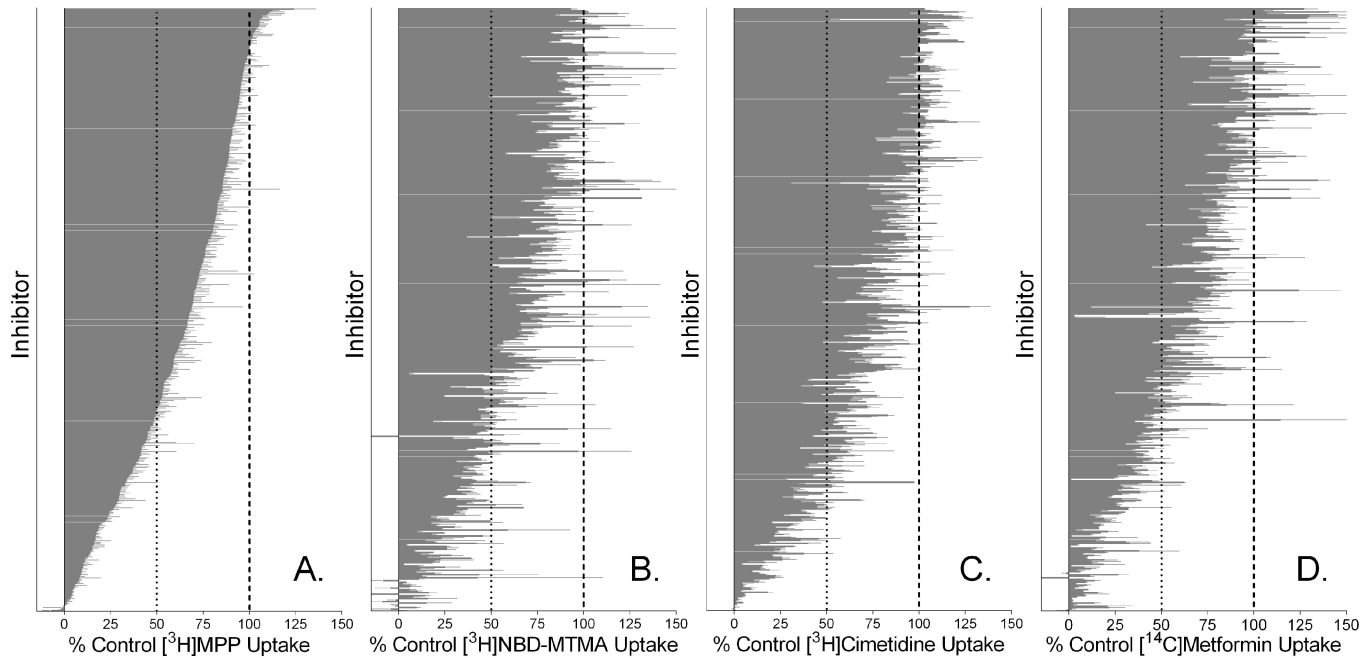 Inhibitor
A.
0 25 50 75 100 125 150
% Control [³H]MPP Uptake
Inhibitor
B.
0 25 50 75 100 125 150
% Control [³H]NBD-MTMA Uptake
Inhibitor
C.
0 25 50 75 100 125 150
% Control [³H]Cimetidine Uptake
Inhibitor
D.
0 25 50 75 100 125 150
% Control [¹⁴C]Metformin Uptake